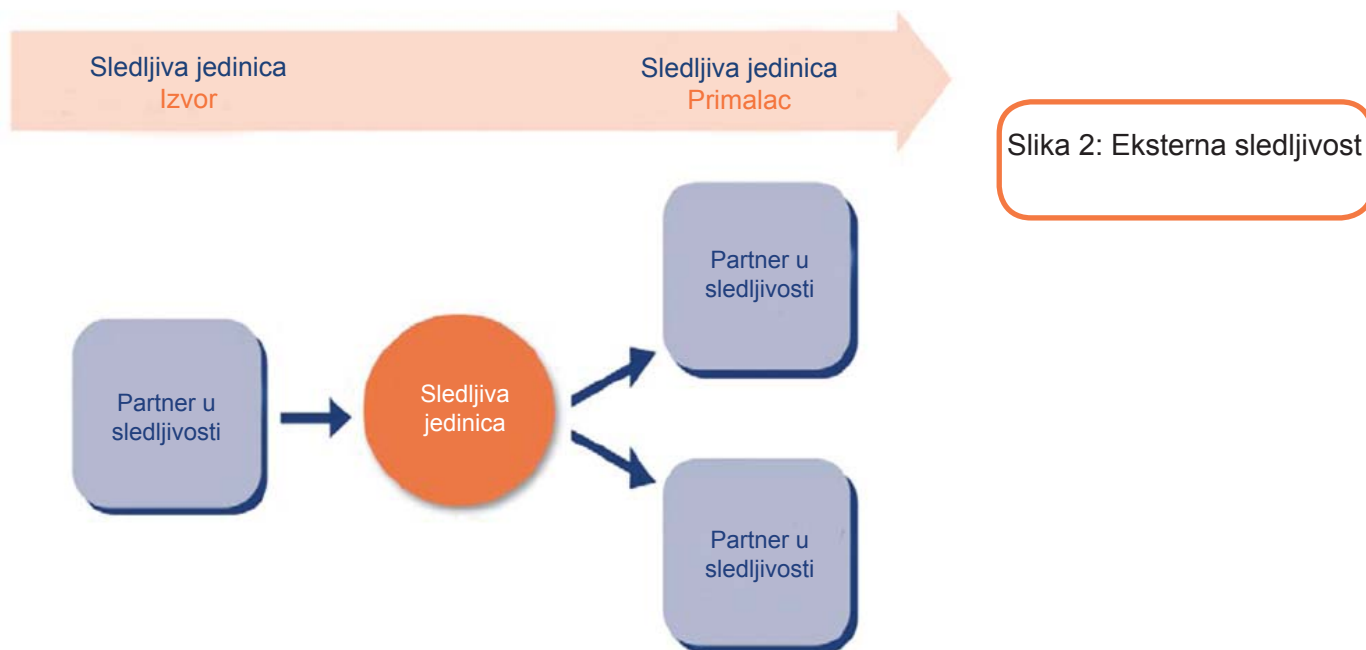 Sledljiva jedinica
Izvor
Sledljiva jedinica
Primalac
Slika 2: Eksterna sledljivost
Partner u
sledljivosti
Partner u
sledljivosti
Sledljiva
jedinica
Partner u
sledljivosti